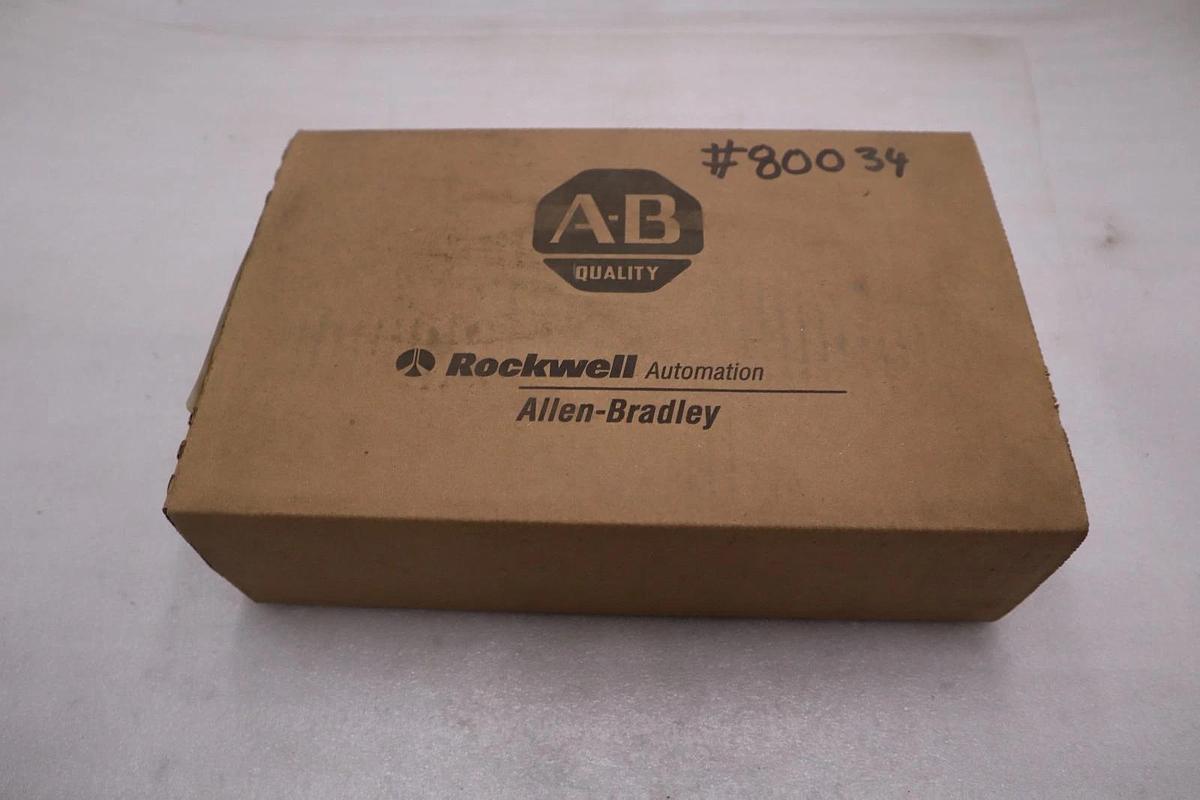 #80034
A-B
QUALITY
Rockwell Automation
Allen-Bradley